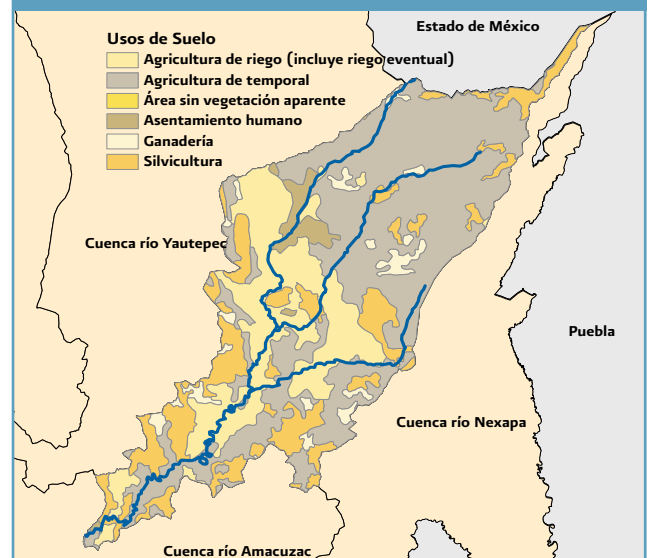 Estado de México
Usos de Suelo
Agricultura de riego (incluye riego eventual)
Agricultura de temporal
Área sin vegetación aparente
Asentamiento humano
Ganadería
Silvicultura
Cuenca río Yautepec
Puebla
Cuenca río Nexapa
Cuenca río Amacuzac